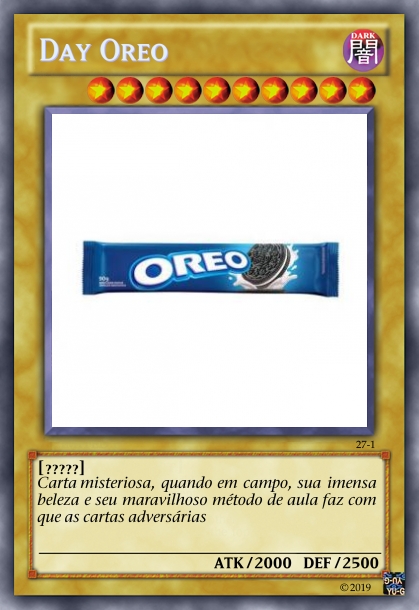 DAY OREO
DARK
闇
OREO
27-1
[?????]
Carta misteriosa, quando em campo, sua imensa
beleza e seu maravilhoso método de aula faz com
que as cartas adversárias
ATK/2000 DEF/2500
©2019